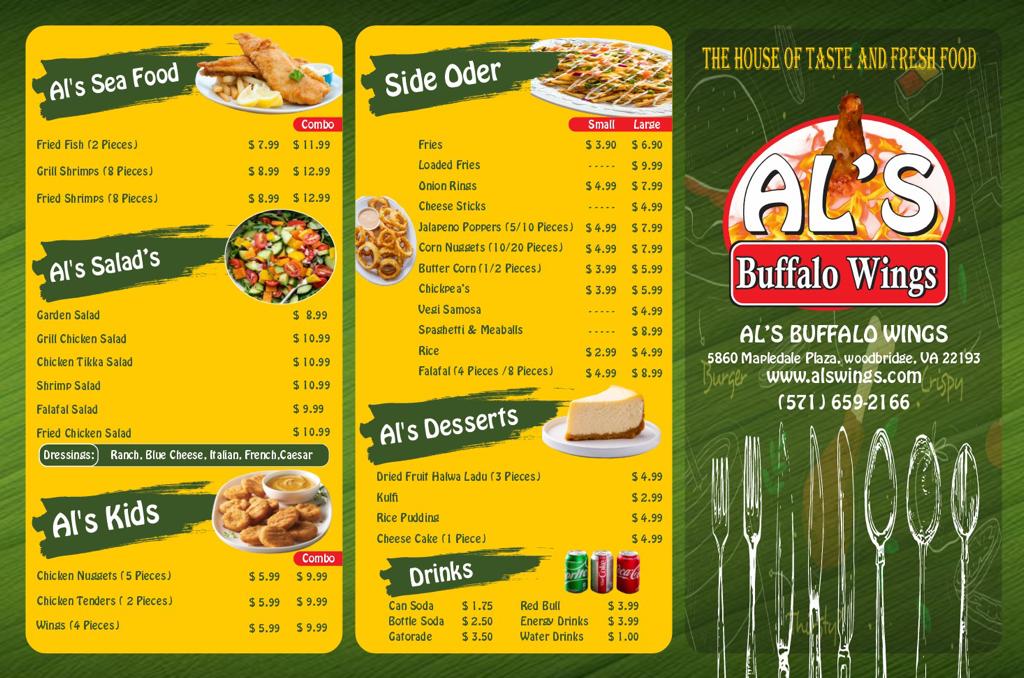 Al's Sea Food
Combo
Fried Fish (2 Pieces) $ 7.99 $ 11.99
Grill Shrimps (8 Pieces) $ 8.99 $ 12.99
Fried Shrimps (8 Pieces) $ 8.99 $ 12.99
Al's Salad's
Garden Salad $ 8.99
Grill Chicken Salad $ 10.99
Chicken Tikka Salad $ 10.99
Shrimp Salad $ 10.99
Falafal Salad $ 9.99
Fried Chicken Salad $ 10.99
Dressings: Ranch, Blue Cheese, Italian, French,Caesar
Al's Kids
Combo
Chicken Nuggets (5 Pieces) $ 5.99 $ 9.99
Chicken Tenders ( 2 Pieces) $ 5.99 $ 9.99
Wings (4 Pieces) $ 5.99 $ 9.99
Side Oder
Small Large
Fries $ 3.90 $ 6.90
Loaded Fries ----- $ 9.99
Onion Rings $ 4.99 $ 7.99
Cheese Sticks ----- $ 4.99
Jalapeno Poppers (5/10 Pieces) $ 4.99 $ 7.99
Corn Nuggets (10/20 Pieces) $ 4.99 $ 7.99
Butter Corn (1/2 Pieces) $ 3.99 $ 5.99
Chickpea's $ 3.99 $ 5.99
Vegi Samosa ----- $ 4.99
Spaghetti & Meaballs ----- $ 8.99
Rice $ 2.99 $ 4.99
Falafal (4 Pieces /8 Pieces) $ 4.99 $ 8.99
Al's Desserts
Dried Fruit Halwa Ladu (3 Pieces) $ 4.99
Kulfi $ 2.99
Rice Pudding $ 4.99
Cheese Cake (1 Piece) $ 4.99
Drinks
Can Soda $ 1.75 Red Bull $ 3.99
Bottle Soda $ 2.50 Energy Drinks $ 3.99
Gatorade $ 3.50 Water Drinks $ 1.00
THE HOUSE OF TASTE AND FRESH FOOD
AL'S
Buffalo Wings
AL'S BUFFALO WINGS
5860 Mapledale Plaza, woodbridge, VA 22193
www.alswings.com
Burger Crispy
(571) 659-2166